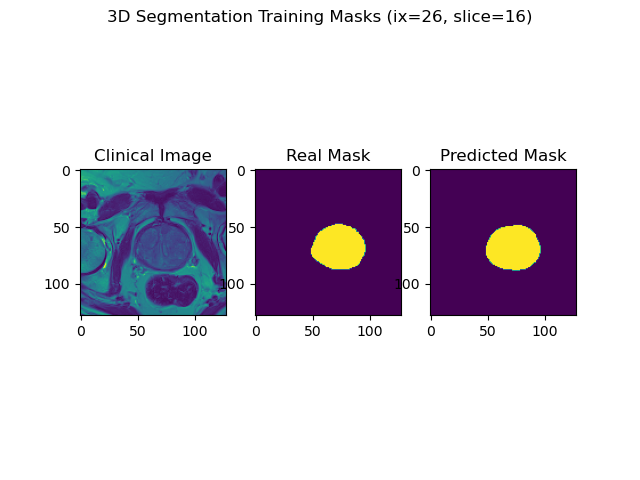 3D Segmentation Training Masks (ix=26, slice=16)
Clinical Image Real Mask Predicted Mask
0 0 0
50 50 50
100 100 100
0 50 100 0 50 100 0 50 100